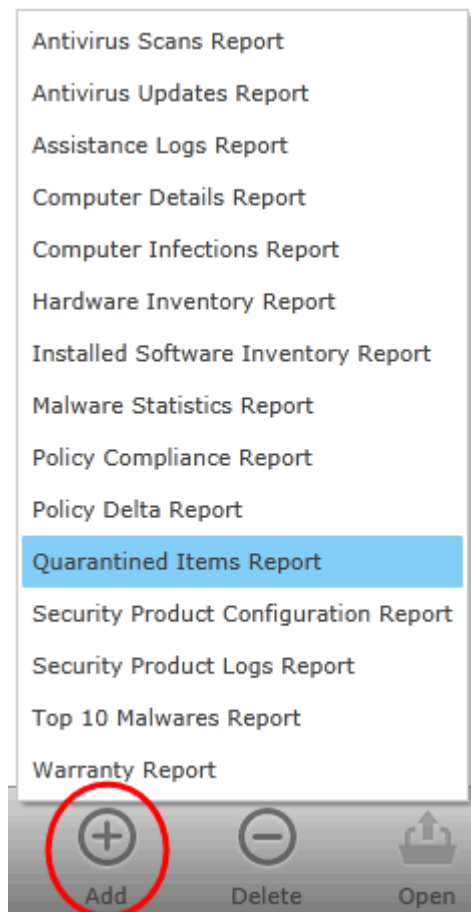 Antivirus Scans Report
Antivirus Updates Report
Assistance Logs Report
Computer Details Report
Computer Infections Report
Hardware Inventory Report
Installed Software Inventory Report
Malware Statistics Report
Policy Compliance Report
Policy Delta Report
Quarantined Items Report
Security Product Configuration Report
Security Product Logs Report
Top 10 Malwares Report
Warranty Report
Add Delete Open